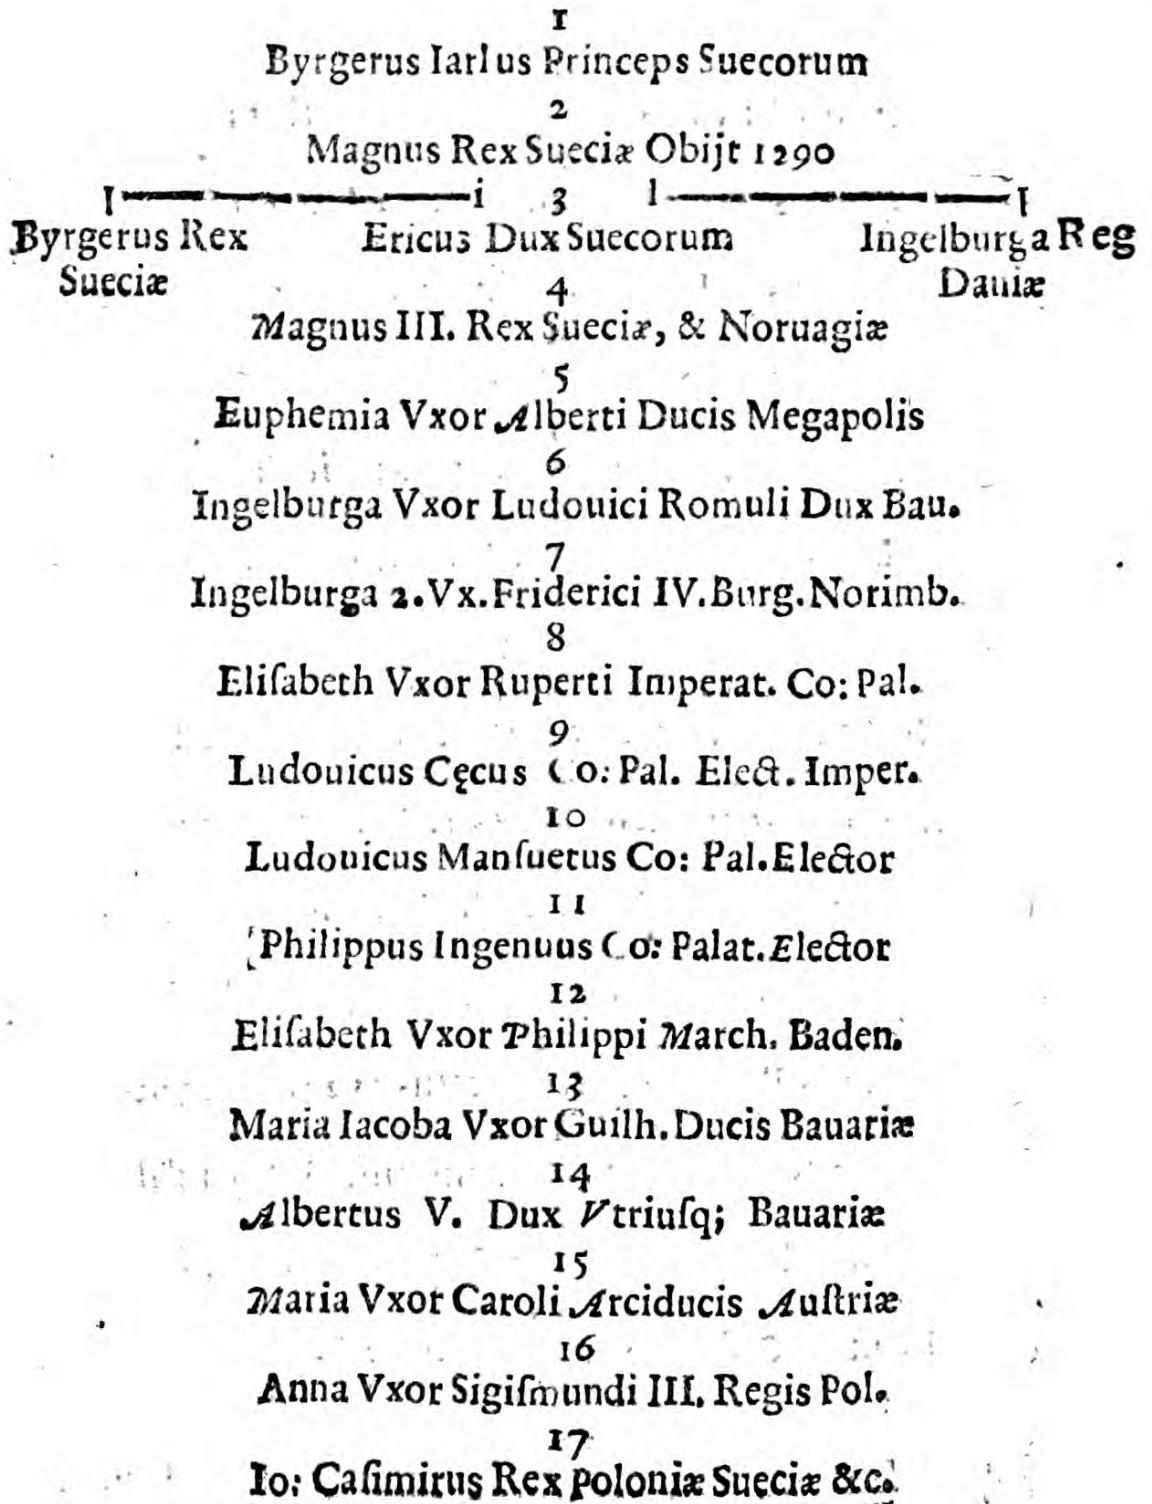 1
Byrgerus Iarlus Princeps Suecorum
2
Magnus Rex Sueciæ Obijt 1290
3
Byrgerus Rex Sueciæ
Ericus Dux Suecorum
Ingelburga Reg Daniæ
4
Magnus III. Rex Sueciæ, & Noruagiæ
5
Euphemia Vxor Alberti Ducis Megapolis
6
Ingelburga Vxor Ludouici Romuli Dux Bau.
7
Ingelburga 2. Vx. Friderici IV. Burg. Norimb.
8
Eliſabeth Vxor Ruperti Imperat. Co: Pal.
9
Ludouicus Cęcus Co: Pal. Elect. Imper.
10
Ludouicus Manſuetus Co: Pal. Elector
11
Philippus Ingenuus Co: Palat. Elector
12
Eliſabeth Vxor Philippi March. Baden.
13
Maria Iacoba Vxor Guilh. Ducis Bauariæ
14
Albertus V. Dux Vtriuſq; Bauariæ
15
Maria Vxor Caroli Arciducis Auſtriæ
16
Anna Vxor Sigiſmundi III. Regis Pol.
17
Io: Caſimirus Rex Poloniæ Sueciæ &c.